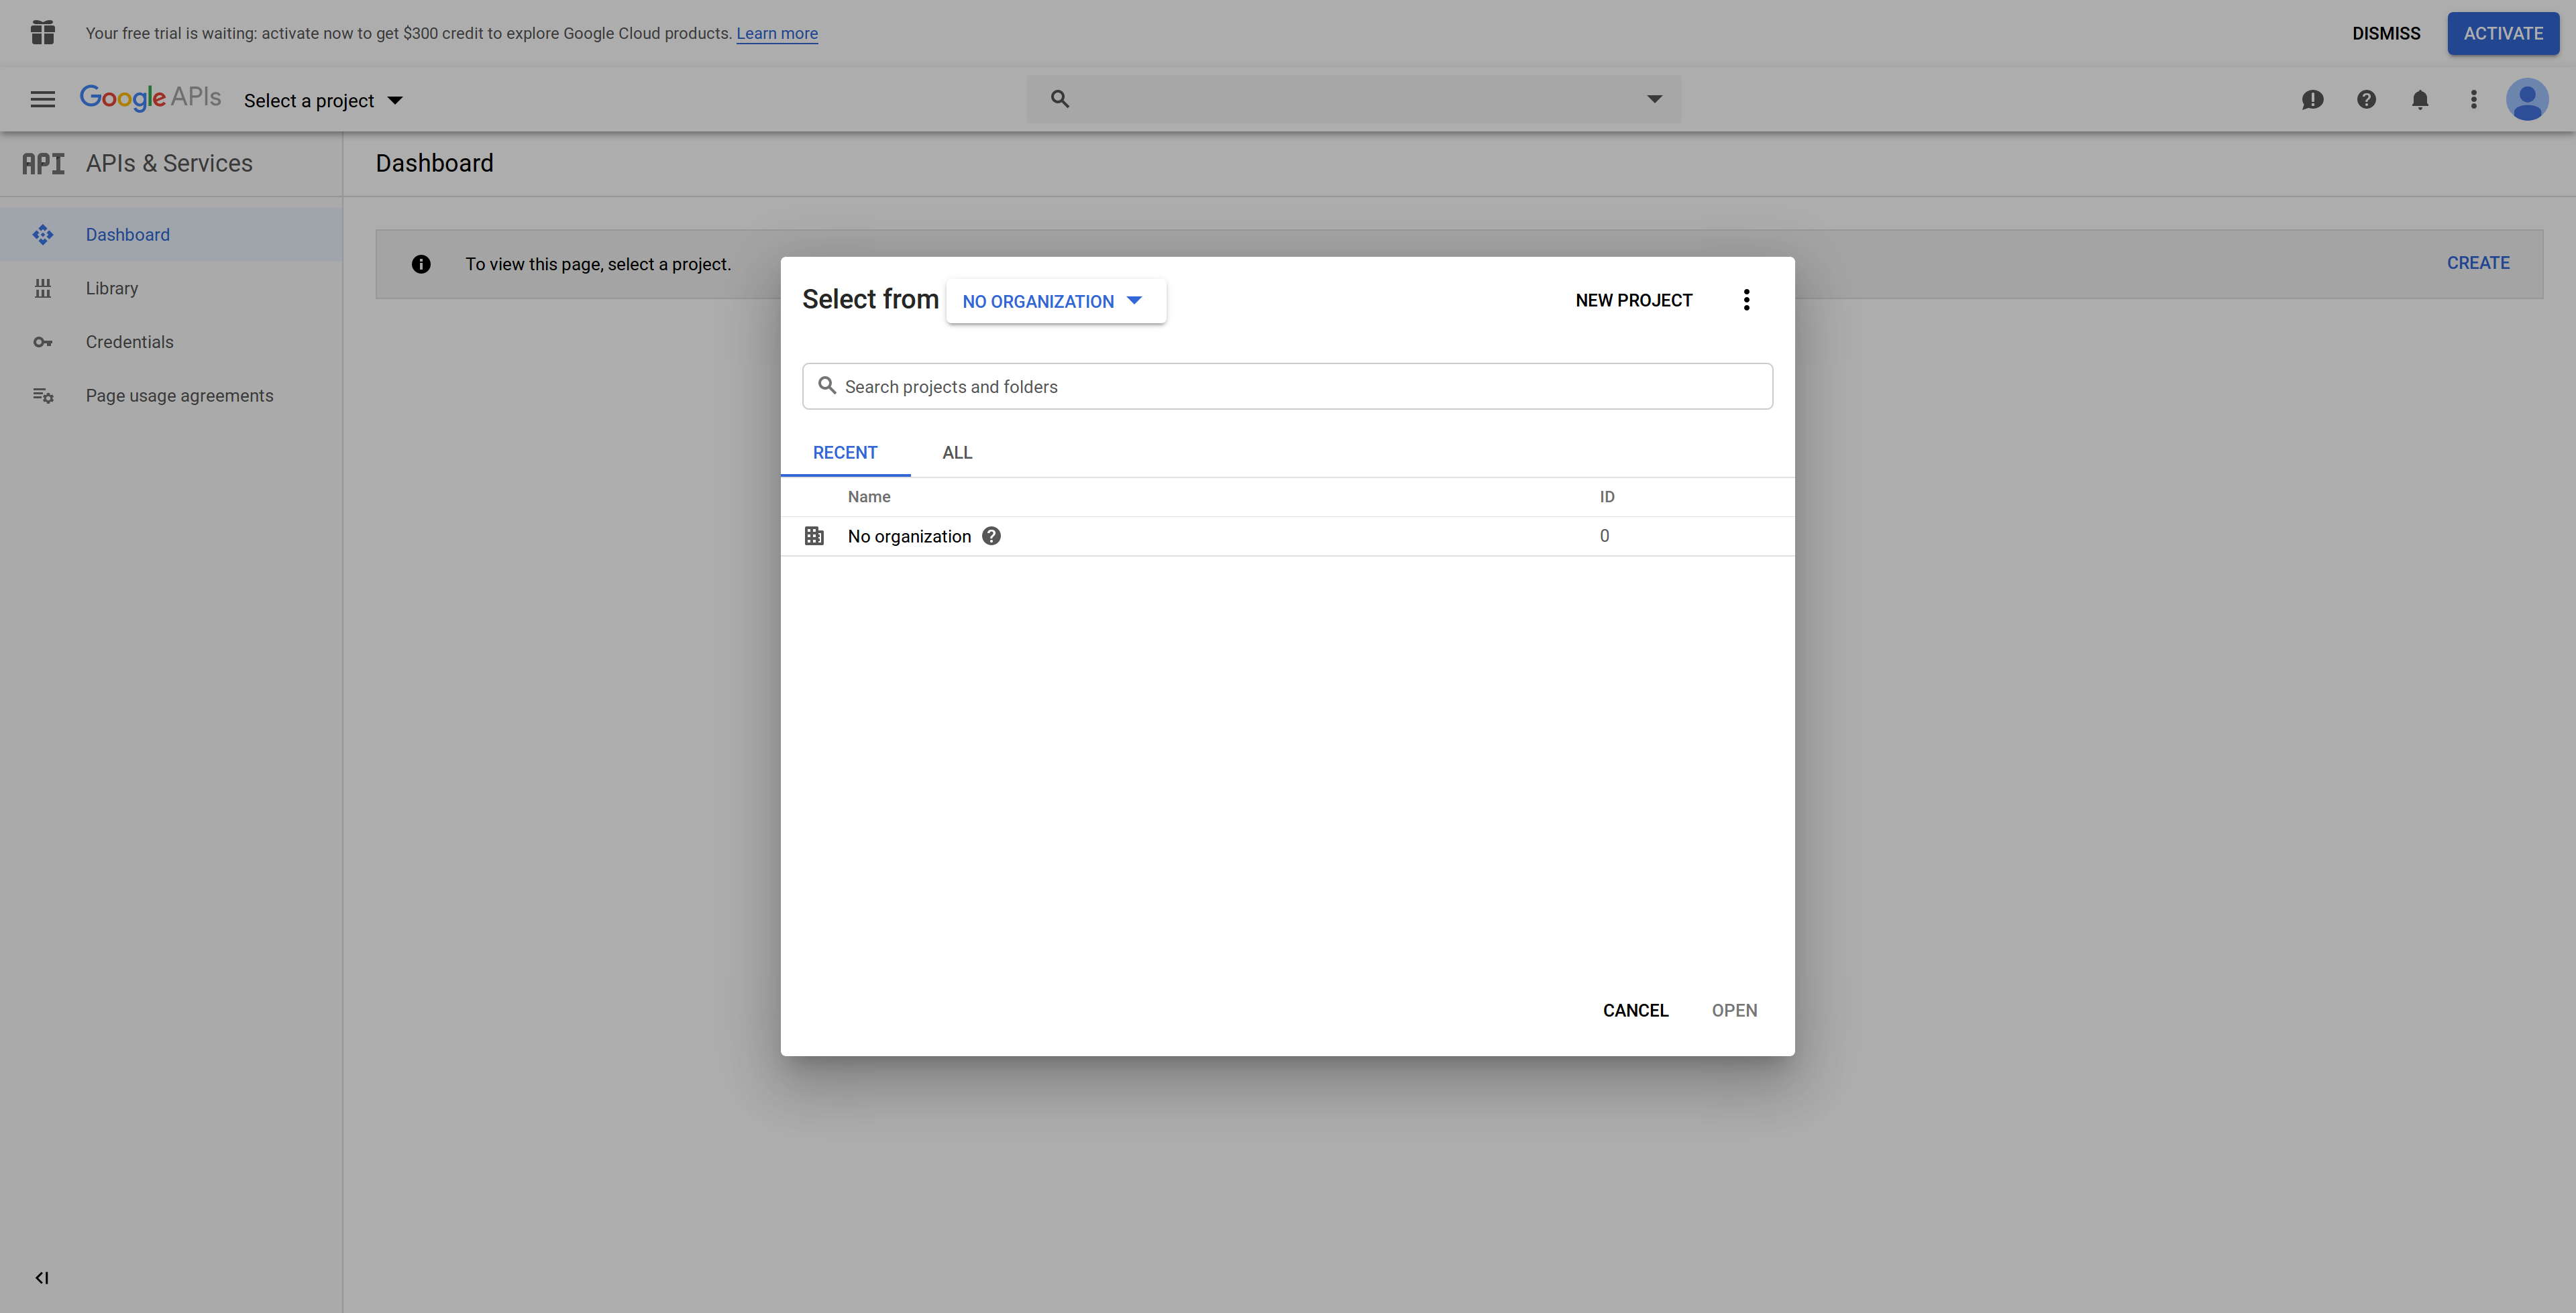 Your free trial is waiting: activate now to get $300 credit to explore Google Cloud products. Learn more
DISMISS
ACTIVATE
Google APIs
Select a project
API
APIs & Services
Dashboard
Dashboard
Library
Credentials
Page usage agreements
To view this page, select a project.
CREATE
Select from
NO ORGANIZATION
NEW PROJECT
Search projects and folders
RECENT
ALL
Name
ID
No organization
0
CANCEL
OPEN